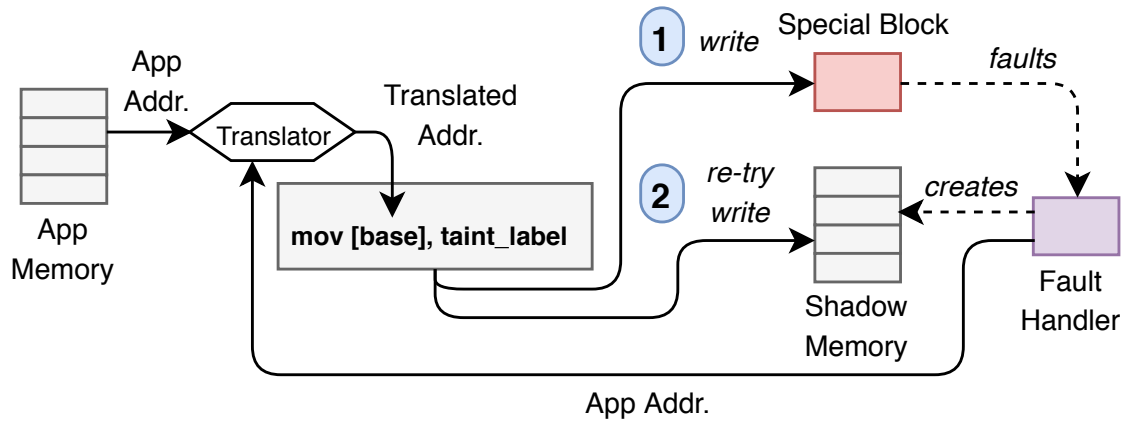 App
Addr.
Translator
App
Memory
Translated
Addr.
mov [base], taint_label
1
write
Special Block
faults
2
re-try
write
creates
Shadow
Memory
Fault
Handler
App Addr.